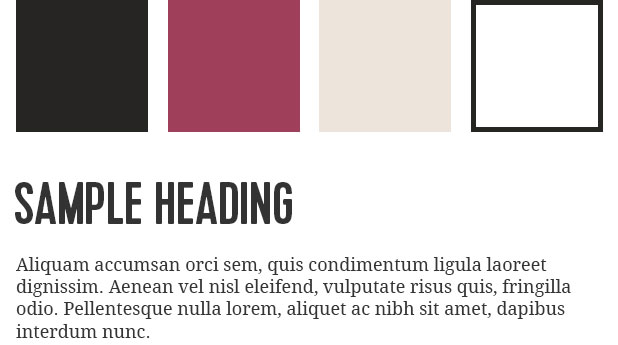 SAMPLE HEADING
Aliquam accumsan orci sem, quis condimentum ligula laoreet
dignissim. Aenean vel nisl eleifend, vulputate risus quis, fringilla
odio. Pellentesque nulla lorem, aliquet ac nibh sit amet, dapibus
interdum nunc.